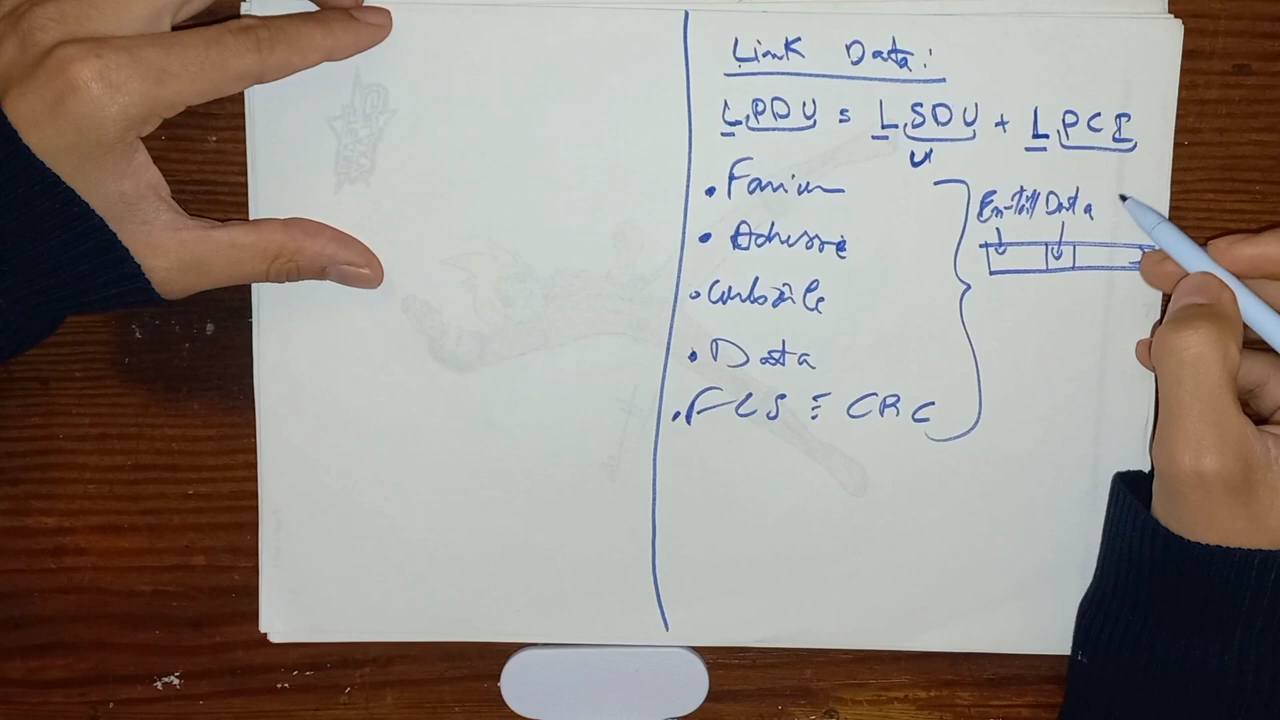 Link Data:
LPDU = LSDU + LPCI
• Fanion
• Adresse
• Contrôle
• Data
• FCS ≡ CRC
En-tête Data